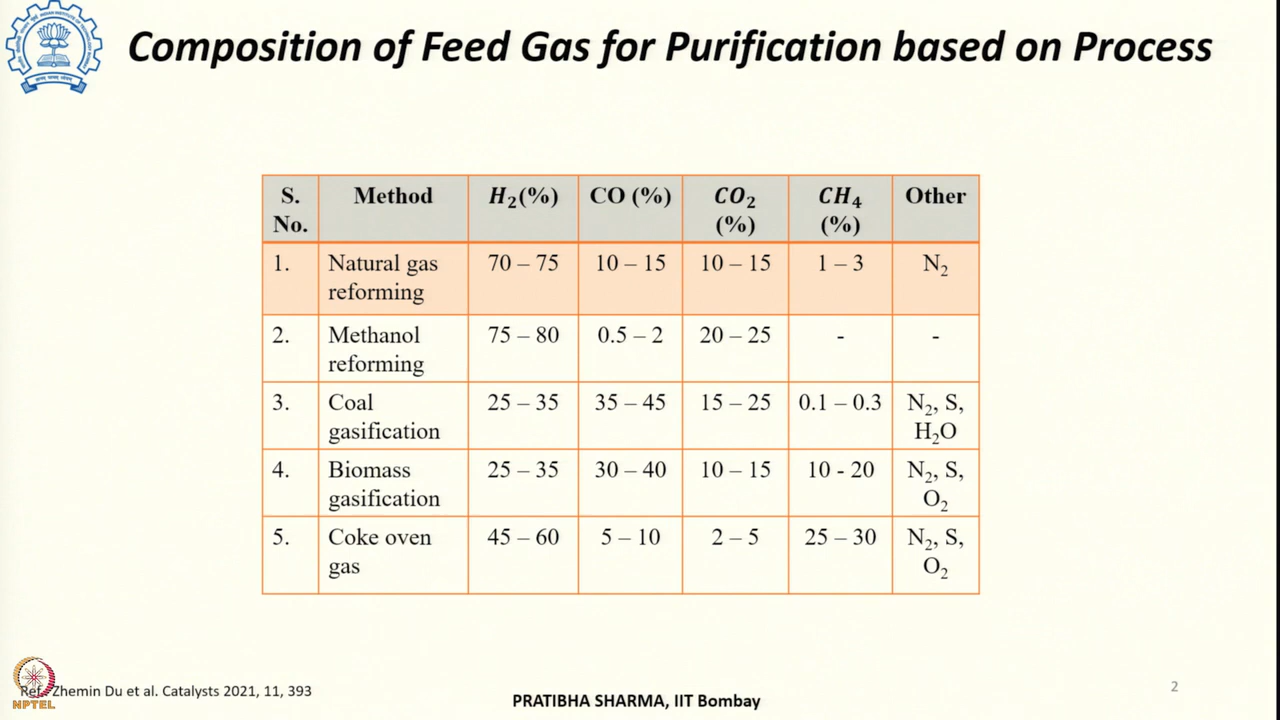 Composition of Feed Gas for Purification based on Process
S. No. Method H₂(%) CO (%) CO₂ (%) CH₄ (%) Other
1. Natural gas reforming 70 – 75 10 – 15 10 – 15 1 – 3 N₂
2. Methanol reforming 75 – 80 0.5 – 2 20 – 25 - -
3. Coal gasification 25 – 35 35 – 45 15 – 25 0.1 – 0.3 N₂, S, H₂O
4. Biomass gasification 25 – 35 30 – 40 10 – 15 10 - 20 N₂, S, O₂
5. Coke oven gas 45 – 60 5 – 10 2 – 5 25 – 30 N₂, S, O₂
Ref.: Zhemin Du et al. Catalysts 2021, 11, 393
NPTEL
PRATIBHA SHARMA, IIT Bombay
2